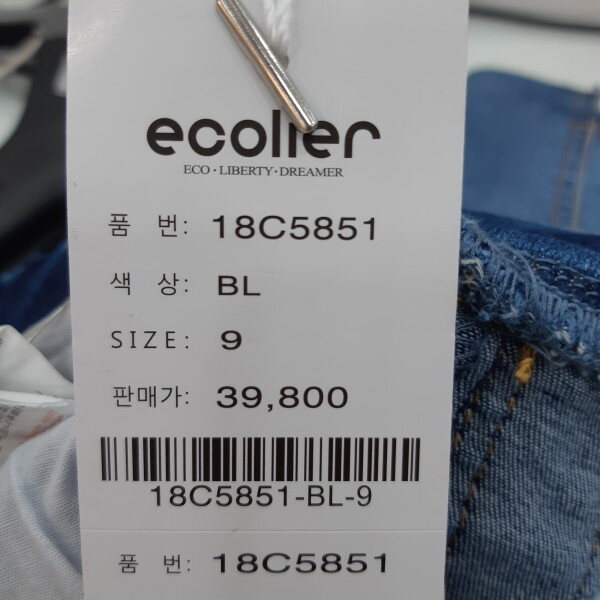 ecolier
ECO · LIBERTY · DREAMER
품 번: 18C5851
색 상: BL
SIZE: 9
판매가: 39,800
18C5851-BL-9
품 번: 18C5851